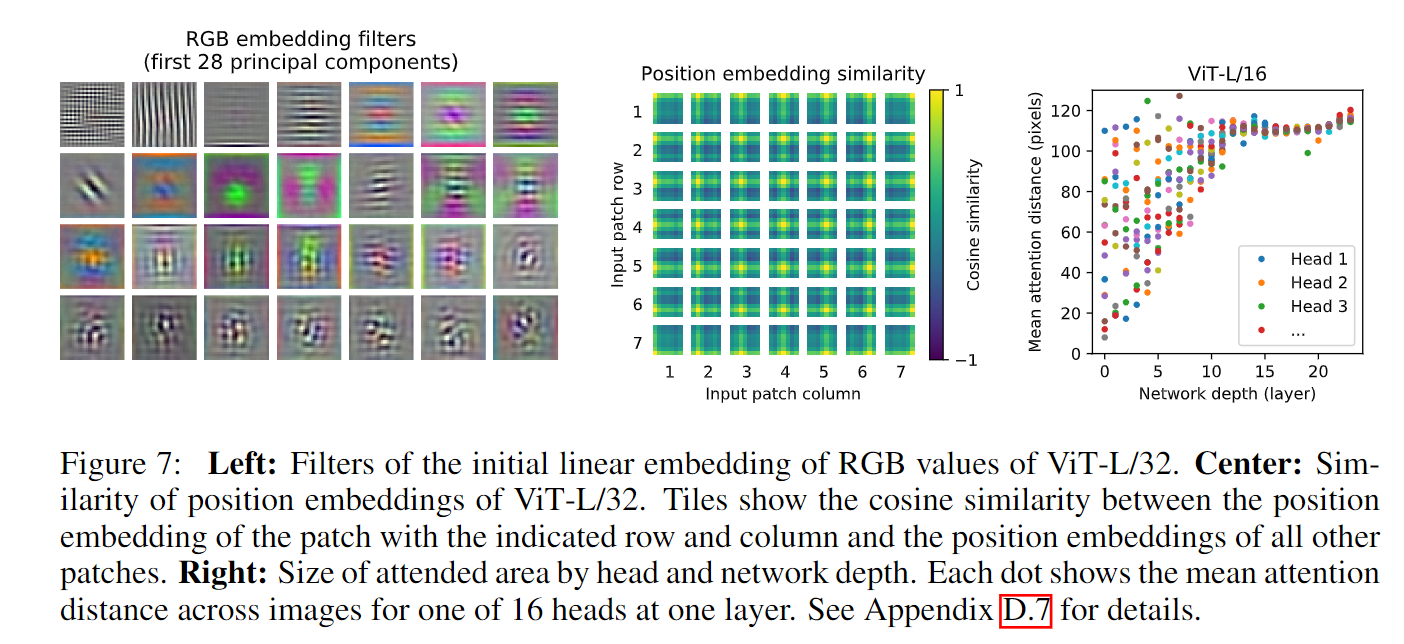 RGB embedding filters
(first 28 principal components)
Position embedding similarity
Input patch row
1
2
3
4
5
6
7
1 2 3 4 5 6 7
Input patch column
1
−1
Cosine similarity
ViT-L/16
Mean attention distance (pixels)
120
100
80
60
40
20
0
Head 1
Head 2
Head 3
...
0 5 10 15 20
Network depth (layer)
Figure 7: Left: Filters of the initial linear embedding of RGB values of ViT-L/32. Center: Sim-
ilarity of position embeddings of ViT-L/32. Tiles show the cosine similarity between the position
embedding of the patch with the indicated row and column and the position embeddings of all other
patches. Right: Size of attended area by head and network depth. Each dot shows the mean attention
distance across images for one of 16 heads at one layer. See Appendix D.7 for details.